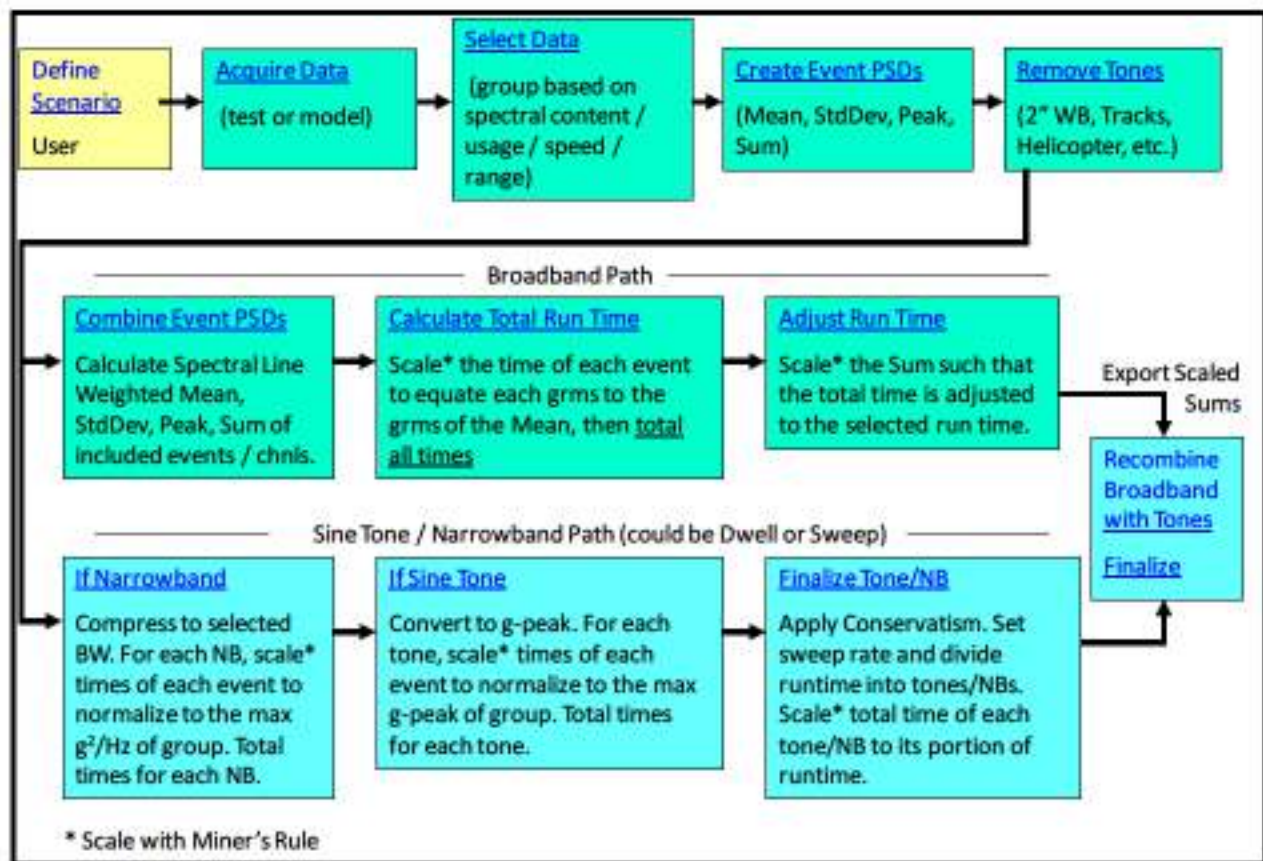 Define
Scenario
User
Acquire Data
(test or model)
Select Data
(group based on
spectral content /
usage / speed /
range)
Create Event PSDs
(Mean, StdDev, Peak,
Sum)
Remove Tones
(2" WB, Tracks,
Helicopter, etc.)
Broadband Path
Combine Event PSDs
Calculate Spectral Line
Weighted Mean,
StdDev, Peak, Sum of
included events / chnls.
Calculate Total Run Time
Scale* the time of each event
to equate each grms to the
grms of the Mean, then total
all times
Adjust Run Time
Scale* the Sum such that
the total time is adjusted
to the selected run time.
Export Scaled
Sums
Recombine
Broadband
with Tones
Finalize
Sine Tone / Narrowband Path (could be Dwell or Sweep)
If Narrowband
Compress to selected
BW. For each NB, scale*
times of each event to
normalize to the max
g²/Hz of group. Total
times for each NB.
If Sine Tone
Convert to g-peak. For each
tone, scale* times of each
event to normalize to the max
g-peak of group. Total times
for each tone.
Finalize Tone/NB
Apply Conservatism. Set
sweep rate and divide
runtime into tones/NBs.
Scale* total time of each
tone/NB to its portion of
runtime.
* Scale with Miner's Rule